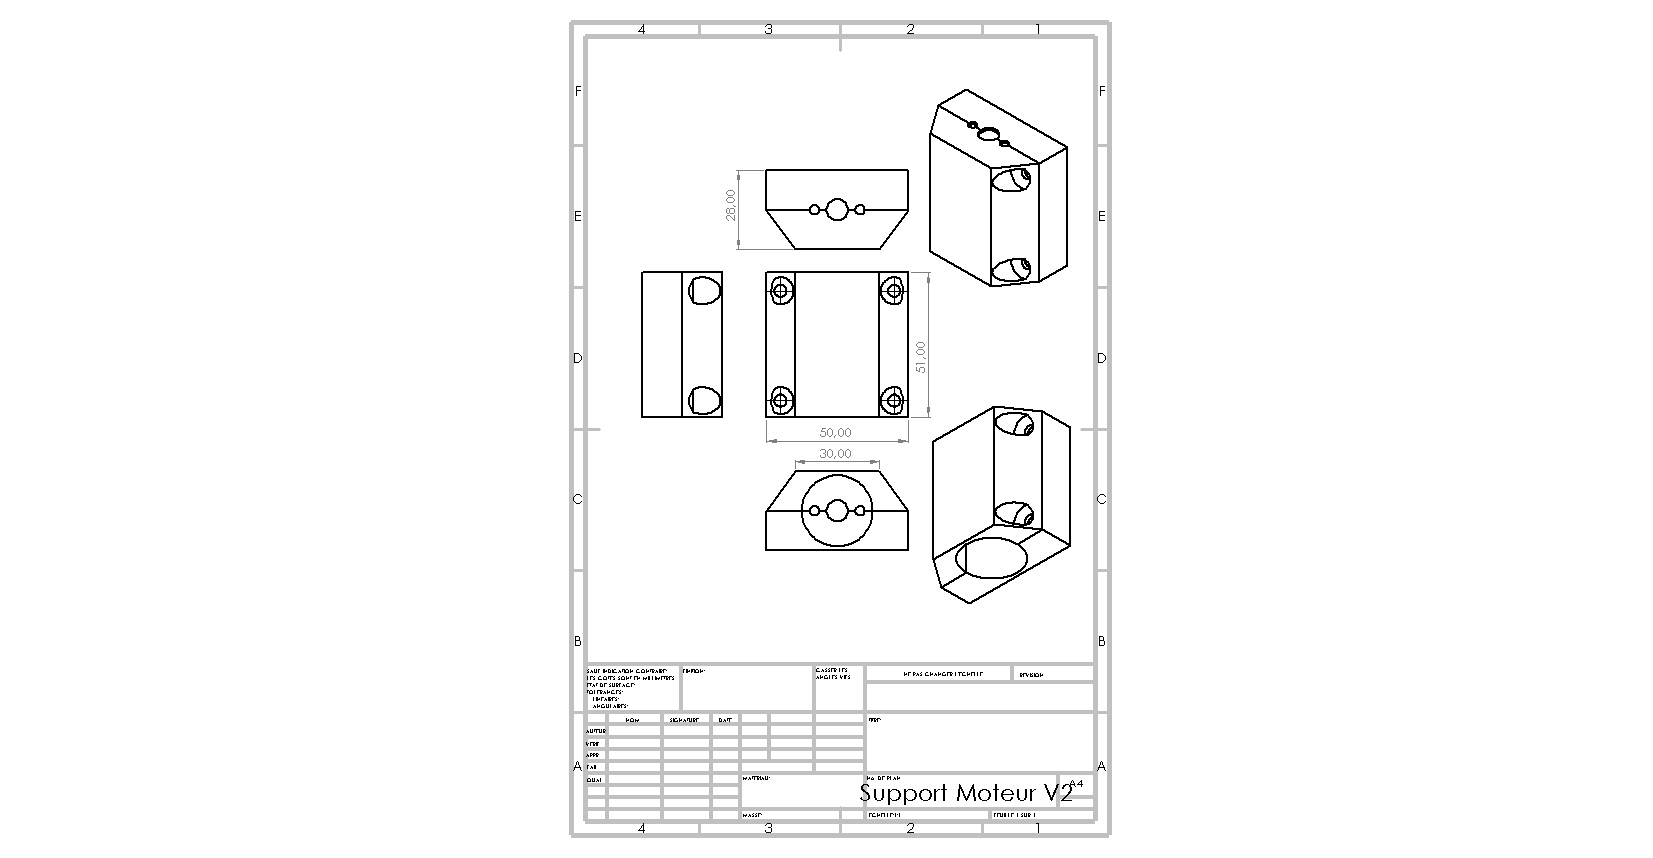 4 3 2 1
F F
28,00
E E
51,00
D D
50,00
30,00
C C
B B
SAUF INDICATION CONTRAIRE:
LES COTES SONT EN MILLIMETRES
ETAT DE SURFACE:
TOLERANCES:
LINEAIRES:
ANGULAIRES:
FINITION:
CASSER LES
ANGLES VIFS
NE PAS CHANGER L'ECHELLE
REVISION
NOM SIGNATURE DATE
TITRE:
AUTEUR
VERIF.
APPR.
FAB.
QUAL.
A A
MATERIAU:
No. DE PLAN
Support Moteur V2
A4
MASSE:
ECHELLE:1:1
FEUILLE 1 SUR 1
4 3 2 1